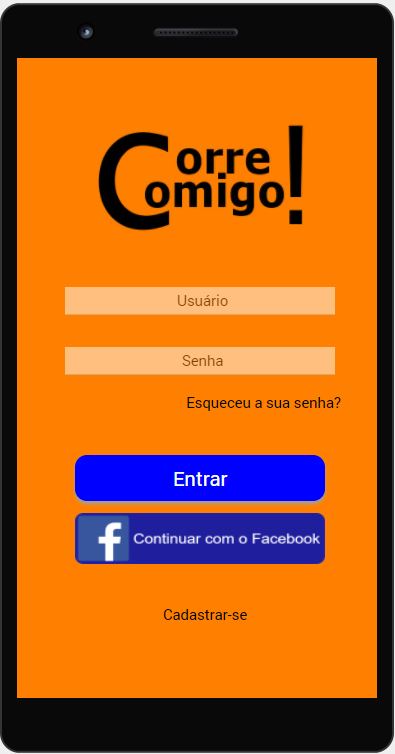 Corre
Comigo!
Usuário
Senha
Esqueceu a sua senha?
Entrar
f Continuar com o Facebook
Cadastrar-se